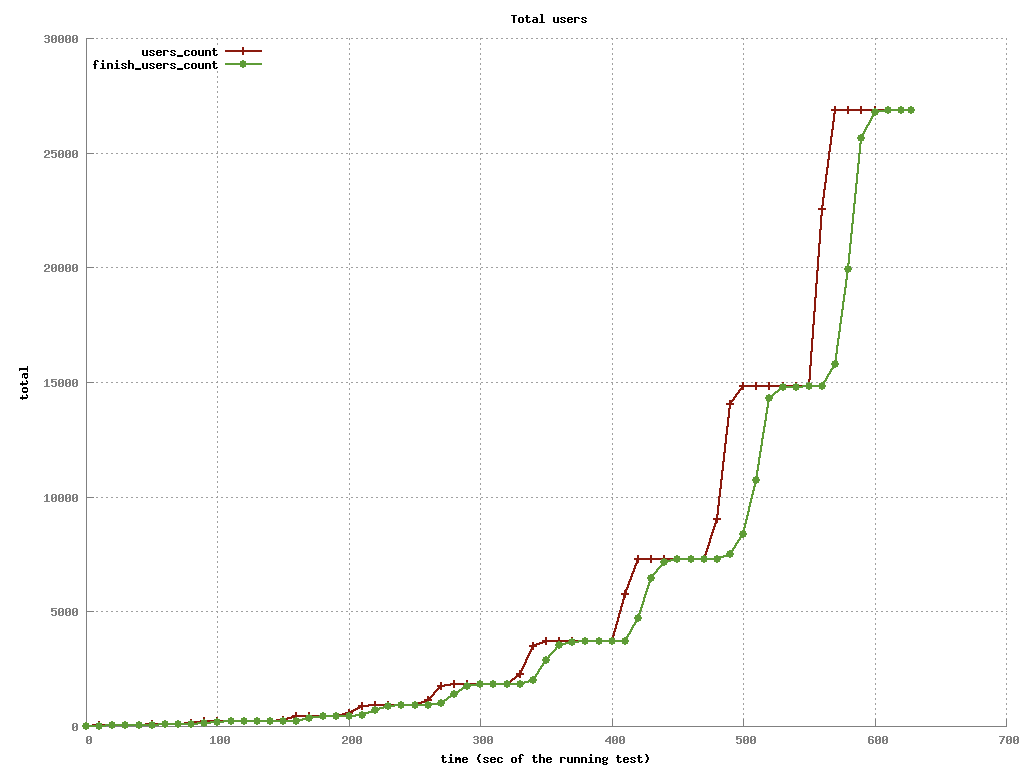 Total users
users_count
finish_users_count
30000
25000
20000
15000
10000
5000
0
total
0 100 200 300 400 500 600 700
time (sec of the running test)